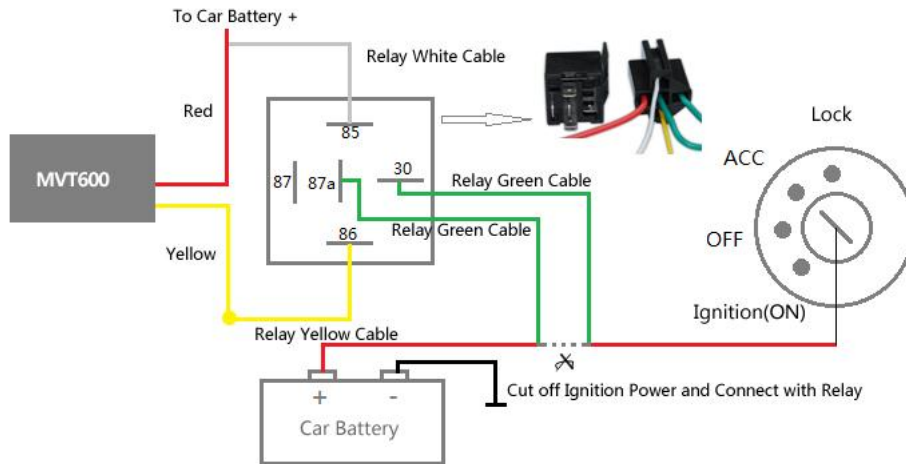 To Car Battery +
Relay White Cable
Red
85
Lock
ACC
MVT600
87
87a
30
Relay Green Cable
Relay Green Cable
OFF
86
Yellow
Ignition(ON)
Relay Yellow Cable
+
-
Cut off Ignition Power and Connect with Relay
Car Battery